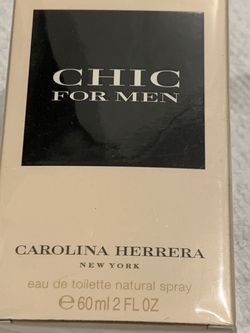 CHIC
FOR MEN
CAROLINA HERRERA
NEW YORK
eau de toilette natural spray
℮ 60 ml 2 FL OZ